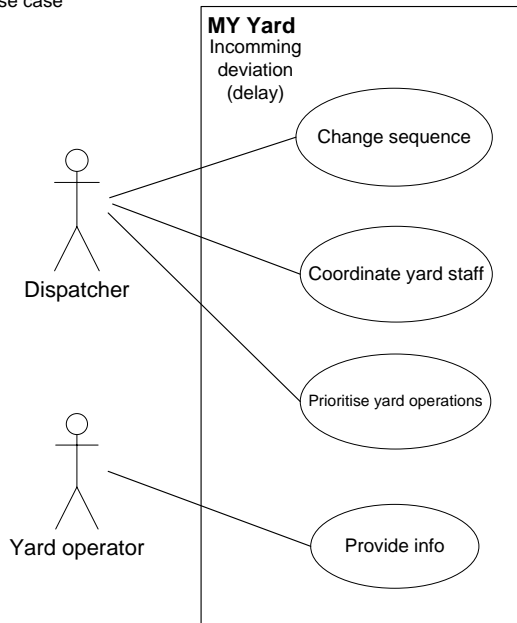 se case
MY Yard
Incomming
deviation
(delay)
Change sequence
Dispatcher
Coordinate yard staff
Prioritise yard operations
Yard operator
Provide info